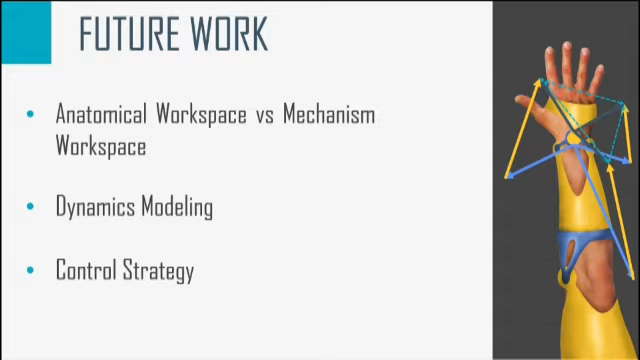 FUTURE WORK
• Anatomical Workspace vs Mechanism
Workspace
• Dynamics Modeling
• Control Strategy